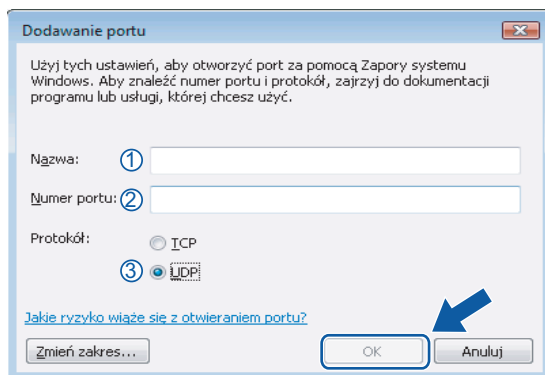 Dodawanie portu
Użyj tych ustawień, aby otworzyć port za pomocą Zapory systemu
Windows. Aby znaleźć numer portu i protokół, zajrzyj do dokumentacji
programu lub usługi, której chcesz użyć.
Nazwa: ①
Numer portu: ②
Protokół: TCP
③ UDP
Jakie ryzyko wiąże się z otwieraniem portu?
Zmień zakres... OK Anuluj